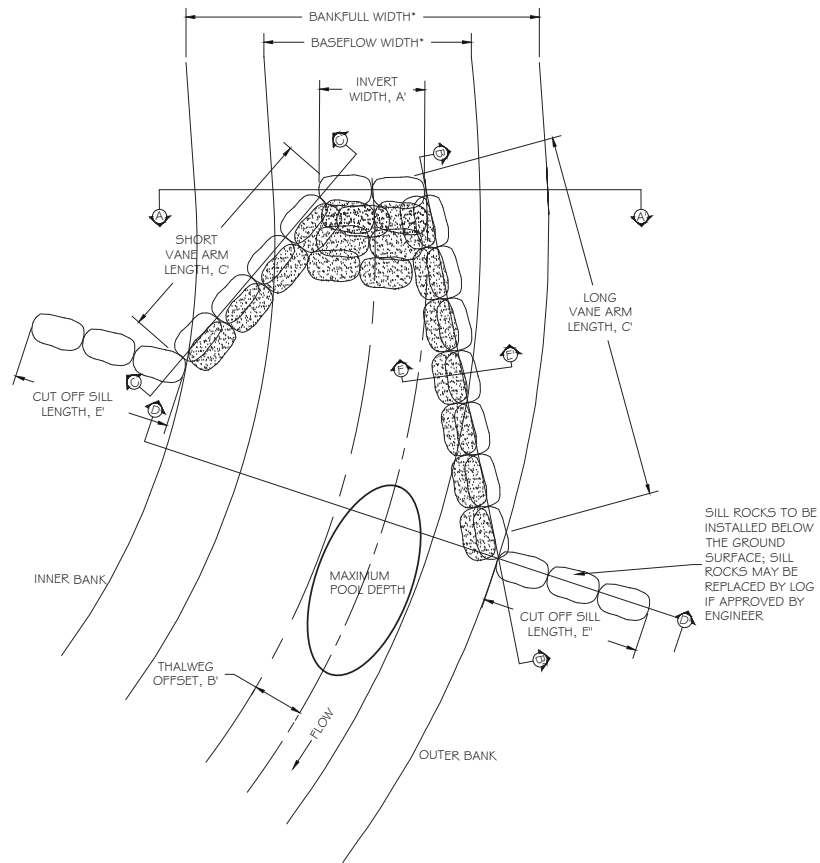 BANKFULL WIDTH*
BASEFLOW WIDTH*
INVERT
WIDTH, A'
C
B
A
A'
SHORT
VANE ARM
LENGTH, C'
LONG
VANE ARM
LENGTH, C'
E
E'
C
CUT OFF SILL
LENGTH, E'
D
SILL ROCKS TO BE
INSTALLED BELOW
THE GROUND
SURFACE; SILL
ROCKS MAY BE
REPLACED BY LOG
IF APPROVED BY
ENGINEER
INNER BANK
MAXIMUM
POOL DEPTH
CUT OFF SILL
LENGTH, E"
D'
B'
THALWEG
OFFSET, B'
FLOW
OUTER BANK